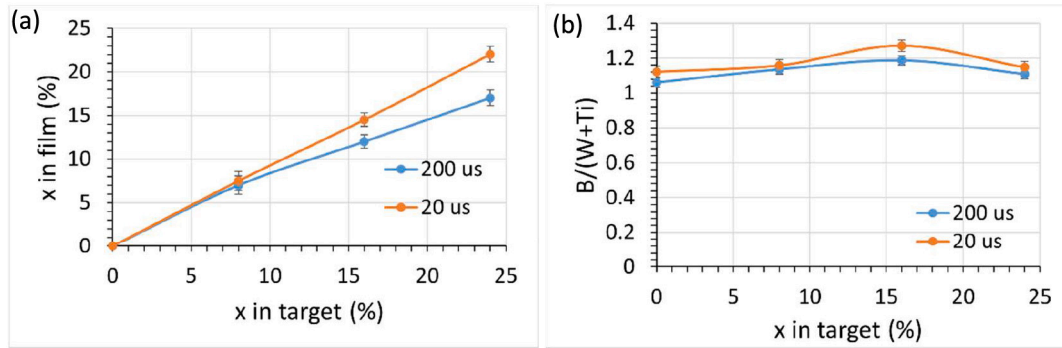 (a)
25
20
15
10
5
0
x in film (%)
200 us
20 us
0 5 10 15 20 25
x in target (%)
(b)
1.4
1.2
1
0.8
0.6
0.4
0.2
0
B/(W+Ti)
200 us
20 us
0 5 10 15 20 25
x in target (%)